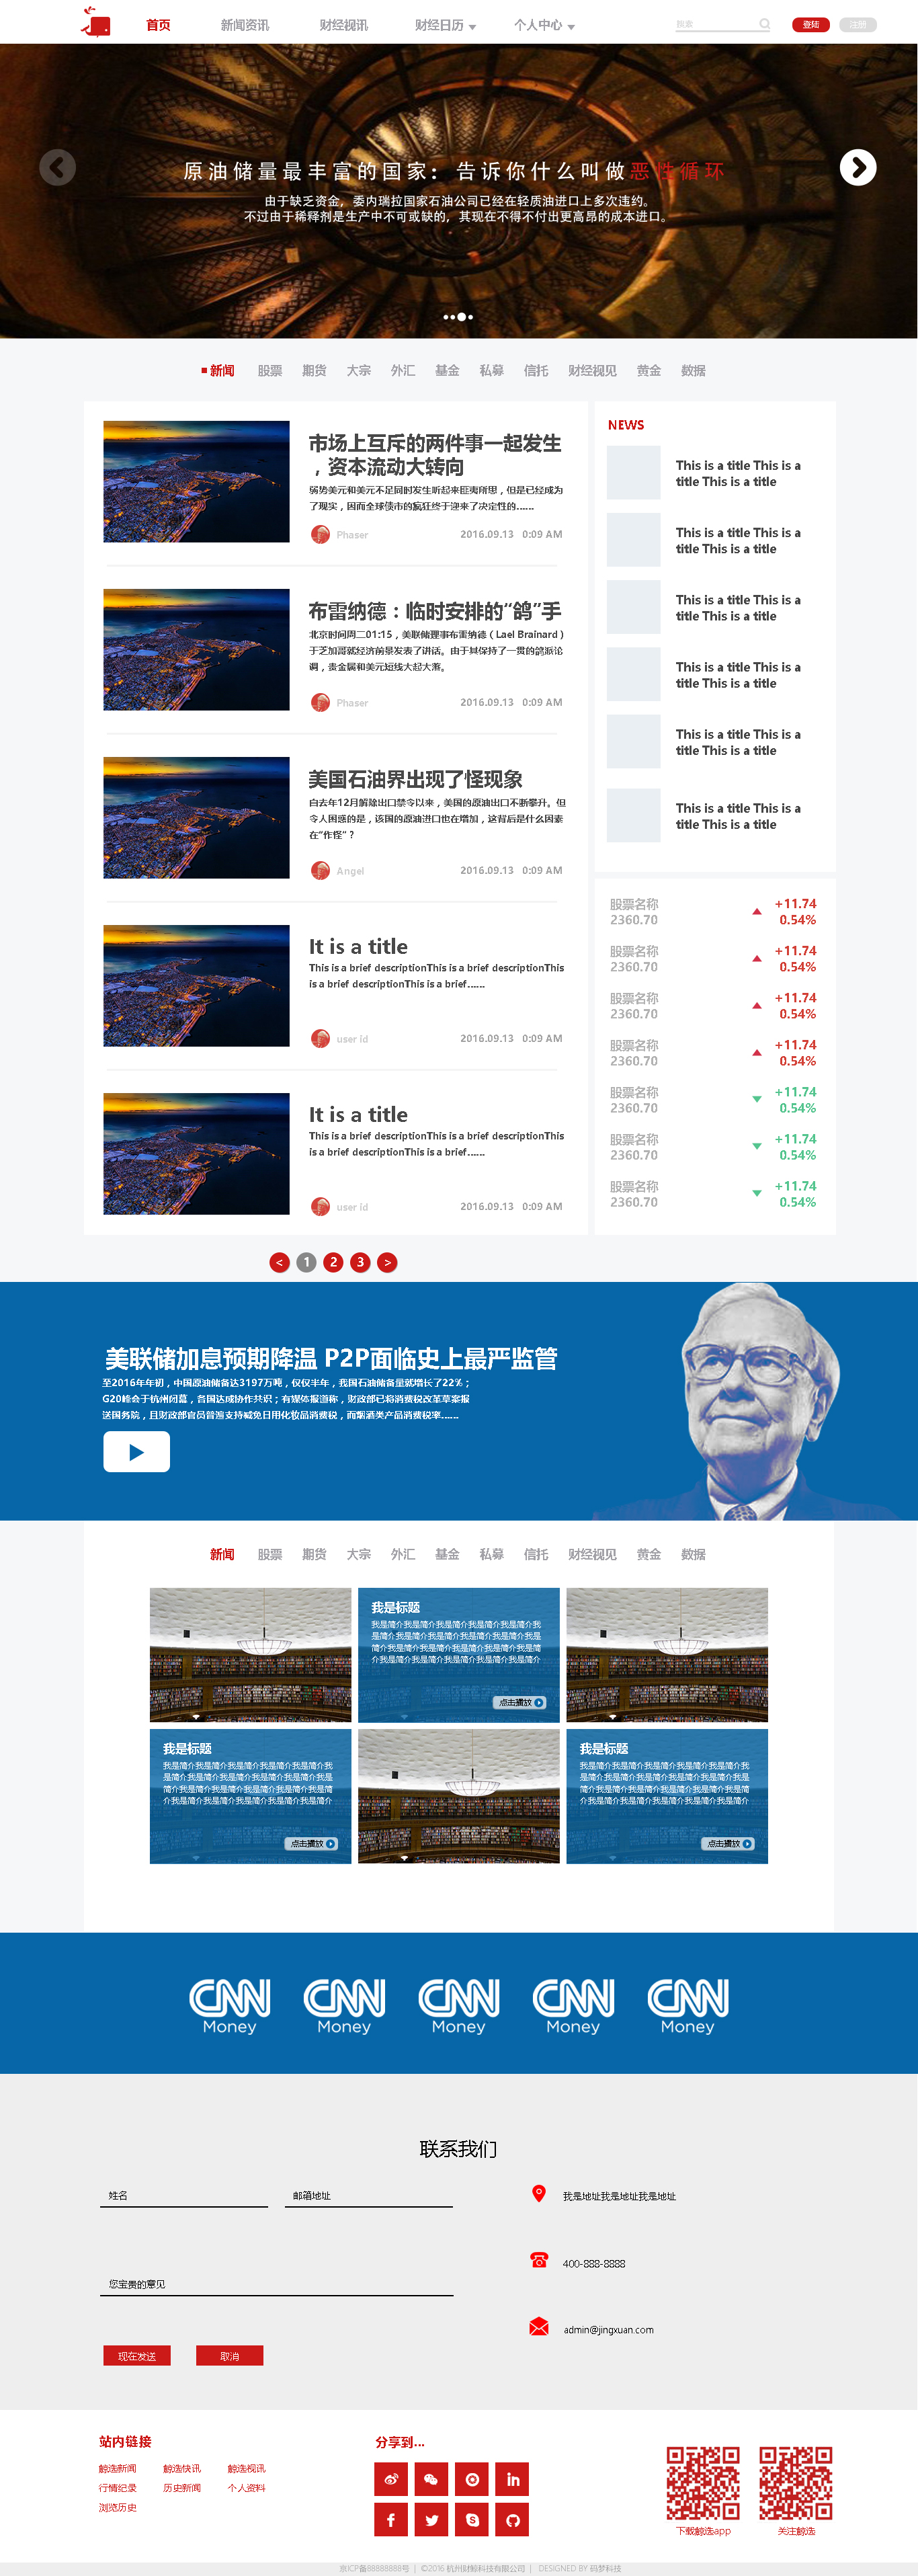 首页 新闻资讯 财经视讯 财经日历 个人中心 搜索 登陆 注册
原油储量最丰富的国家：告诉你什么叫做恶性循环
由于缺乏资金，委内瑞拉国家石油公司已经在轻质油进口上多次违约。
不过由于稀释剂是生产中不可或缺的，其现在不得不付出更高昂的成本进口。
新闻 股票 期货 大宗 外汇 基金 私募 信托 财经视见 黄金 数据
市场上互斥的两件事一起发生
，资本流动大转向
弱势美元和美元不足同时发生听起来匪夷所思，但是已经成为
了现实，因而全球债市的疯狂终于迎来了决定性的......
Phaser 2016.09.13 0:09 AM
布雷纳德：临时安排的“鸽”手
北京时间周二01:15，美联储理事布雷纳德（Lael Brainard）
于芝加哥就经济前景发表了讲话。由于其保持了一贯的鸽派论
调，贵金属和美元短线大起大落。
Phaser 2016.09.13 0:09 AM
美国石油界出现了怪现象
自去年12月解除出口禁令以来，美国的原油出口不断攀升。但
令人困惑的是，该国的原油进口也在增加，这背后是什么因素
在“作怪”？
Angel 2016.09.13 0:09 AM
It is a title
This is a brief descriptionThis is a brief descriptionThis
is a brief descriptionThis is a brief......
user id 2016.09.13 0:09 AM
It is a title
This is a brief descriptionThis is a brief descriptionThis
is a brief descriptionThis is a brief......
user id 2016.09.13 0:09 AM
< 1 2 3 >
NEWS
This is a title This is a
title This is a title
This is a title This is a
title This is a title
This is a title This is a
title This is a title
This is a title This is a
title This is a title
This is a title This is a
title This is a title
This is a title This is a
title This is a title
股票名称 +11.74
2360.70 0.54%
股票名称 +11.74
2360.70 0.54%
股票名称 +11.74
2360.70 0.54%
股票名称 +11.74
2360.70 0.54%
股票名称 +11.74
2360.70 0.54%
股票名称 +11.74
2360.70 0.54%
股票名称 +11.74
2360.70 0.54%
美联储加息预期降温 P2P面临史上最严监管
至2016年年初，中国原油储备达3197万吨，仅仅半年，我国石油储备量就增长了22%；
G20峰会于杭州闭幕，各国达成协作共识；有媒体报道称，财政部已将消费税改革草案报
送国务院，且财政部官员普遍支持减免日用化妆品消费税，而烟酒类产品消费税率......
新闻 股票 期货 大宗 外汇 基金 私募 信托 财经视见 黄金 数据
我是标题
我是简介我是简介我是简介我是简介我是简介我
是简介我是简介我是简介我是简介我是简介我是
简介我是简介我是简介我是简介我是简介我是简
介我是简介我是简介我是简介我是简介我是简介
点击播放
我是标题
我是简介我是简介我是简介我是简介我是简介我
是简介我是简介我是简介我是简介我是简介我是
简介我是简介我是简介我是简介我是简介我是简
介我是简介我是简介我是简介我是简介我是简介
点击播放
我是标题
我是简介我是简介我是简介我是简介我是简介我
是简介我是简介我是简介我是简介我是简介我是
简介我是简介我是简介我是简介我是简介我是简
介我是简介我是简介我是简介我是简介我是简介
点击播放
CNN CNN CNN CNN CNN
Money Money Money Money Money
联系我们
姓名 邮箱地址
您宝贵的意见
现在发送 取消
我是地址我是地址我是地址
400-888-8888
admin@jingxuan.com
站内链接
鲸选新闻 鲸选快讯 鲸选视讯
行情纪录 历史新闻 个人资料
浏览历史
分享到...
下载鲸选app 关注鲸选
京ICP备88888888号 | ©2016 杭州财鲸科技有限公司 | DESIGNED BY 码梦科技